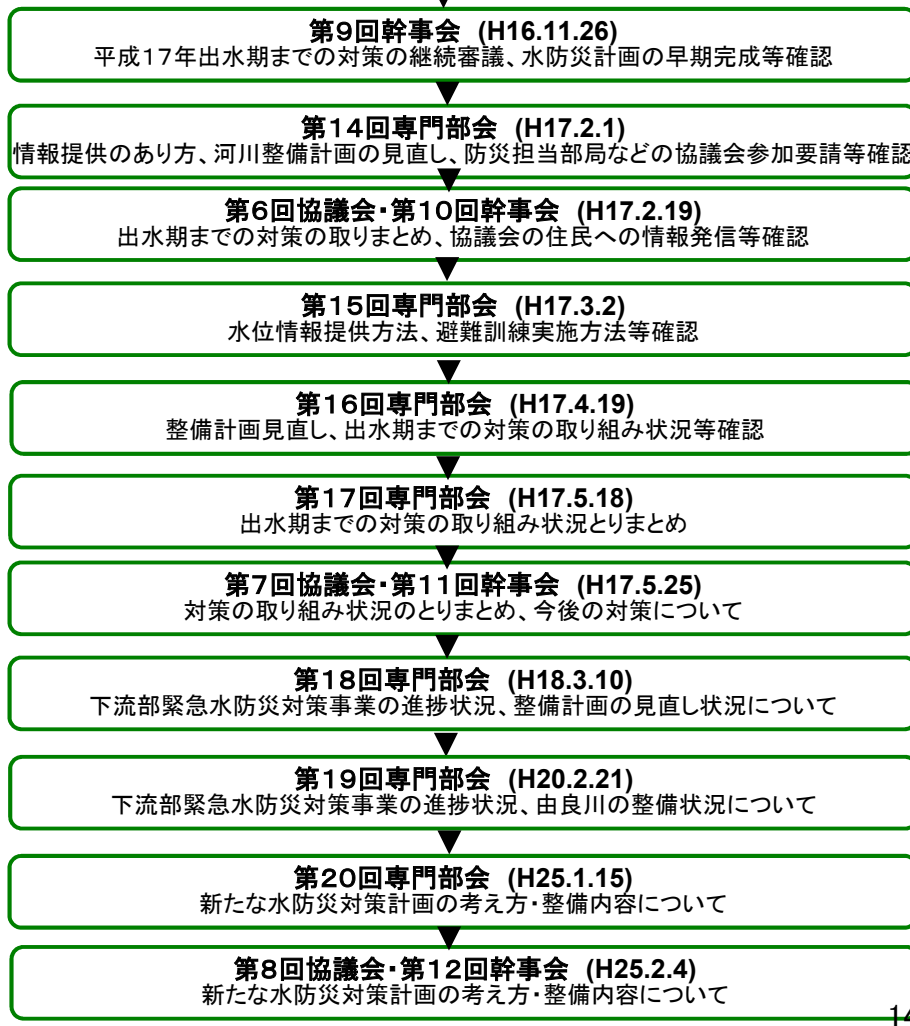 第9回幹事会 (H16.11.26)
平成17年出水期までの対策の継続審議、水防災計画の早期完成等確認
第14回専門部会 (H17.2.1)
情報提供のあり方、河川整備計画の見直し、防災担当部局などの協議会参加要請等確認
第6回協議会・第10回幹事会 (H17.2.19)
出水期までの対策の取りまとめ、協議会の住民への情報発信等確認
第15回専門部会 (H17.3.2)
水位情報提供方法、避難訓練実施方法等確認
第16回専門部会 (H17.4.19)
整備計画見直し、出水期までの対策の取り組み状況等確認
第17回専門部会 (H17.5.18)
出水期までの対策の取り組み状況とりまとめ
第7回協議会・第11回幹事会 (H17.5.25)
対策の取り組み状況のとりまとめ、今後の対策について
第18回専門部会 (H18.3.10)
下流部緊急水防災対策事業の進捗状況、整備計画の見直し状況について
第19回専門部会 (H20.2.21)
下流部緊急水防災対策事業の進捗状況、由良川の整備状況について
第20回専門部会 (H25.1.15)
新たな水防災対策計画の考え方・整備内容について
第8回協議会・第12回幹事会 (H25.2.4)
新たな水防災対策計画の考え方・整備内容について
14